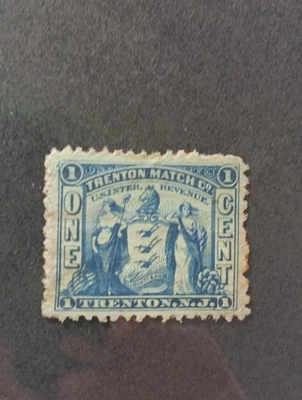 1 TRENTON MATCH CO. 1
U.S. INTER. REVENUE.
ONE
CENT
1 TRENTON, N.J. 1